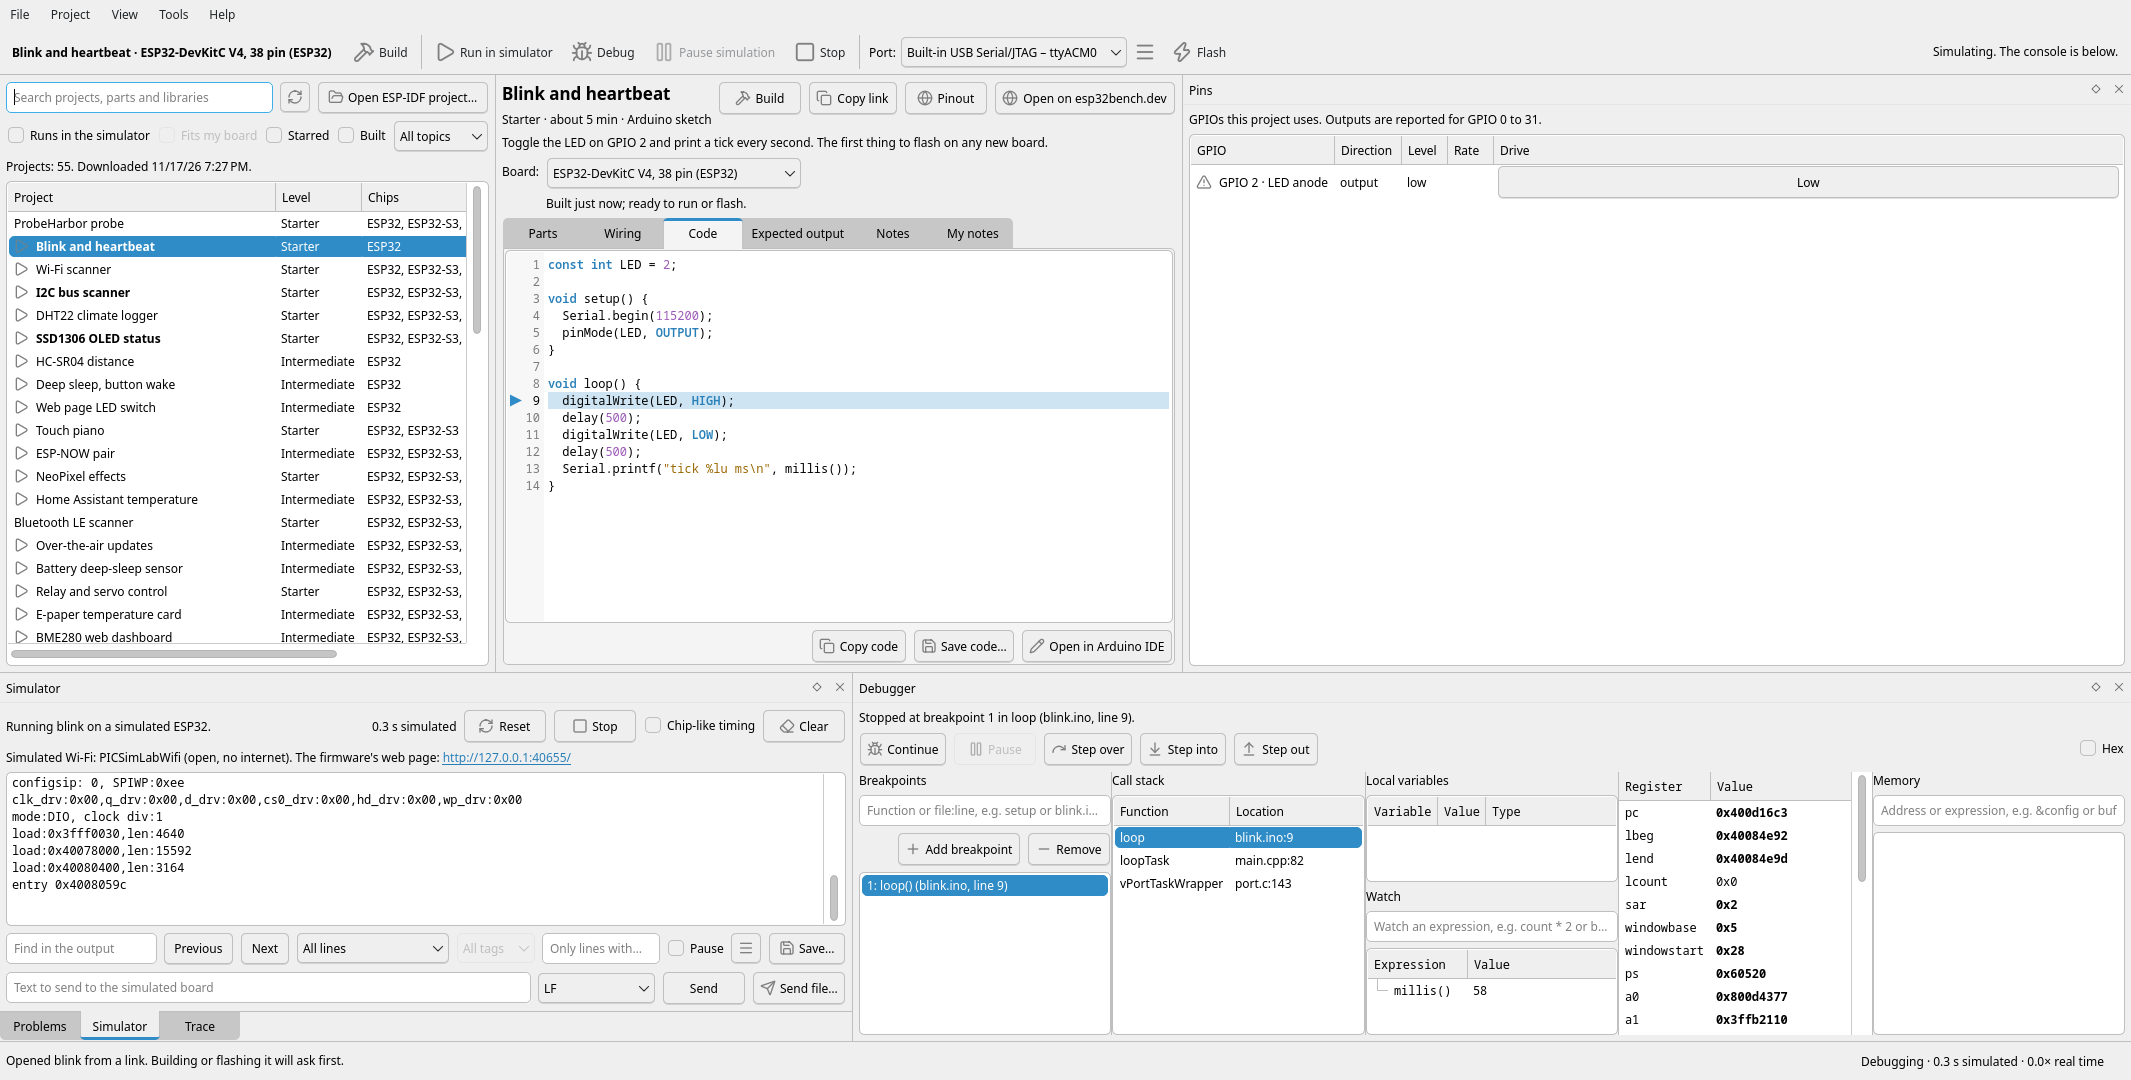 File Project View Tools Help
Blink and heartbeat · ESP32-DevKitC V4, 38 pin (ESP32) Build Run in simulator Debug Pause simulation Stop Port: Built-in USB Serial/JTAG – ttyACM0 Flash Simulating. The console is below.
Search projects, parts and libraries Open ESP-IDF project...
Runs in the simulator Fits my board Starred Built All topics
Projects: 55. Downloaded 11/17/26 7:27 PM.
Project Level Chips
ProbeHarbor probe Starter ESP32, ESP32-S3,
Blink and heartbeat Starter ESP32
Wi-Fi scanner Starter ESP32, ESP32-S3,
I2C bus scanner Starter ESP32, ESP32-S3,
DHT22 climate logger Starter ESP32, ESP32-S3,
SSD1306 OLED status Starter ESP32, ESP32-S3,
HC-SR04 distance Intermediate ESP32
Deep sleep, button wake Intermediate ESP32
Web page LED switch Intermediate ESP32
Touch piano Starter ESP32, ESP32-S3
ESP-NOW pair Intermediate ESP32, ESP32-S3,
NeoPixel effects Starter ESP32, ESP32-S3,
Home Assistant temperature Intermediate ESP32, ESP32-S3,
Bluetooth LE scanner Starter ESP32, ESP32-S3,
Over-the-air updates Intermediate ESP32, ESP32-S3,
Battery deep-sleep sensor Intermediate ESP32, ESP32-S3,
Relay and servo control Starter ESP32, ESP32-S3,
E-paper temperature card Intermediate ESP32, ESP32-S3,
BME280 web dashboard Intermediate ESP32, ESP32-S3,
Blink and heartbeat Build Copy link Pinout Open on esp32bench.dev
Starter · about 5 min · Arduino sketch
Toggle the LED on GPIO 2 and print a tick every second. The first thing to flash on any new board.
Board: ESP32-DevKitC V4, 38 pin (ESP32)
Built just now; ready to run or flash.
Parts Wiring Code Expected output Notes My notes
1 const int LED = 2;
2
3 void setup() {
4 Serial.begin(115200);
5 pinMode(LED, OUTPUT);
6 }
7
8 void loop() {
9 digitalWrite(LED, HIGH);
10 delay(500);
11 digitalWrite(LED, LOW);
12 delay(500);
13 Serial.printf("tick %lu ms\n", millis());
14 }
Copy code Save code... Open in Arduino IDE
Pins
GPIOs this project uses. Outputs are reported for GPIO 0 to 31.
GPIO Direction Level Rate Drive
GPIO 2 · LED anode output low Low
Simulator
Running blink on a simulated ESP32. 0.3 s simulated Reset Stop Chip-like timing Clear
Simulated Wi-Fi: PICSimLabWifi (open, no internet). The firmware's web page: http://127.0.0.1:40655/
configsip: 0, SPIWP:0xee
clk_drv:0x00,q_drv:0x00,d_drv:0x00,cs0_drv:0x00,hd_drv:0x00,wp_drv:0x00
mode:DIO, clock div:1
load:0x3fff0030,len:4640
load:0x40078000,len:15592
load:0x40080400,len:3164
entry 0x4008059c
Find in the output Previous Next All lines All tags Only lines with... Pause Save...
Text to send to the simulated board LF Send Send file...
Problems Simulator Trace
Debugger
Stopped at breakpoint 1 in loop (blink.ino, line 9).
Continue Pause Step over Step into Step out Hex
Breakpoints
Function or file:line, e.g. setup or blink.i...
Add breakpoint Remove
1: loop() (blink.ino, line 9)
Call stack
Function Location
loop blink.ino:9
loopTask main.cpp:82
vPortTaskWrapper port.c:143
Local variables
Variable Value Type
Watch
Watch an expression, e.g. count * 2 or b...
Expression Value
millis() 58
Register Value
pc 0x400d16c3
lbeg 0x40084e92
lend 0x40084e9d
lcount 0x0
sar 0x2
windowbase 0x5
windowstart 0x28
ps 0x60520
a0 0x800d4377
a1 0x3ffb2110
Memory
Address or expression, e.g. &config or buf
Opened blink from a link. Building or flashing it will ask first. Debugging · 0.3 s simulated · 0.0× real time